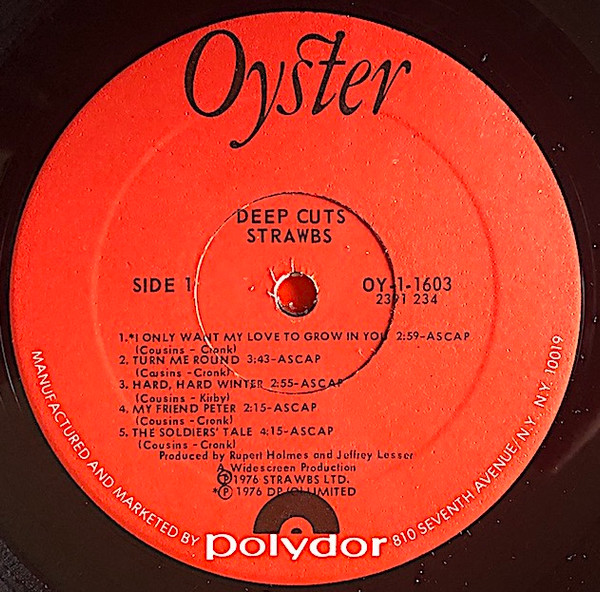 Oyster
DEEP CUTS
STRAWBS
SIDE 1
OY-1-1603
2391 234
1.*I ONLY WANT MY LOVE TO GROW IN YOU 2:59-ASCAP
(Cousins - Cronk)
2. TURN ME ROUND 3:43-ASCAP
(Cousins - Cronk)
3. HARD, HARD WINTER 2:55-ASCAP
(Cousins - Kirby)
4. MY FRIEND PETER 2:15-ASCAP
(Cousins - Cronk)
5. THE SOLDIERS' TALE 4:15-ASCAP
(Cousins - Cronk)
Produced by Rupert Holmes and Jeffrey Lesser
A Widescreen Production
Ⓟ1976 STRAWBS LTD.
*Ⓟ 1976 DP LIMITED
MANUFACTURED AND MARKETED BY polydor 810 SEVENTH AVENUE, N.Y. N.Y. 10019